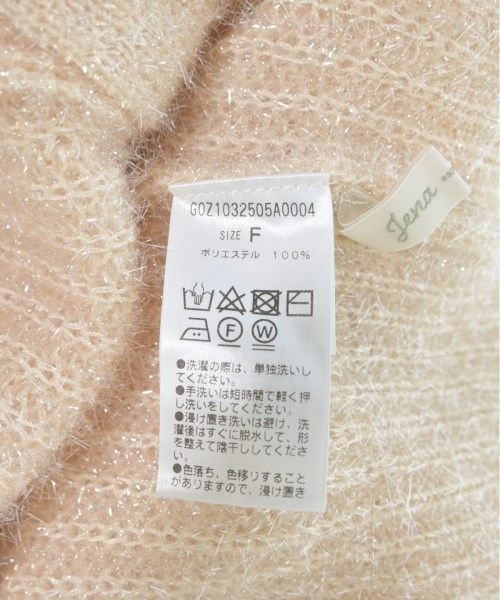 G0Z1032505A0004
SIZE F
ポリエステル 100%
F W
●洗濯の際は、単独洗いし
てください。
●手洗いは短時間で軽く押
し洗いをしてください。
●浸け置き洗いは避け、洗
濯後はすぐに脱水して、形
を整えて陰干ししてくださ
い。
●色落ち、色移りすること
がありますので、浸け置き
Jena